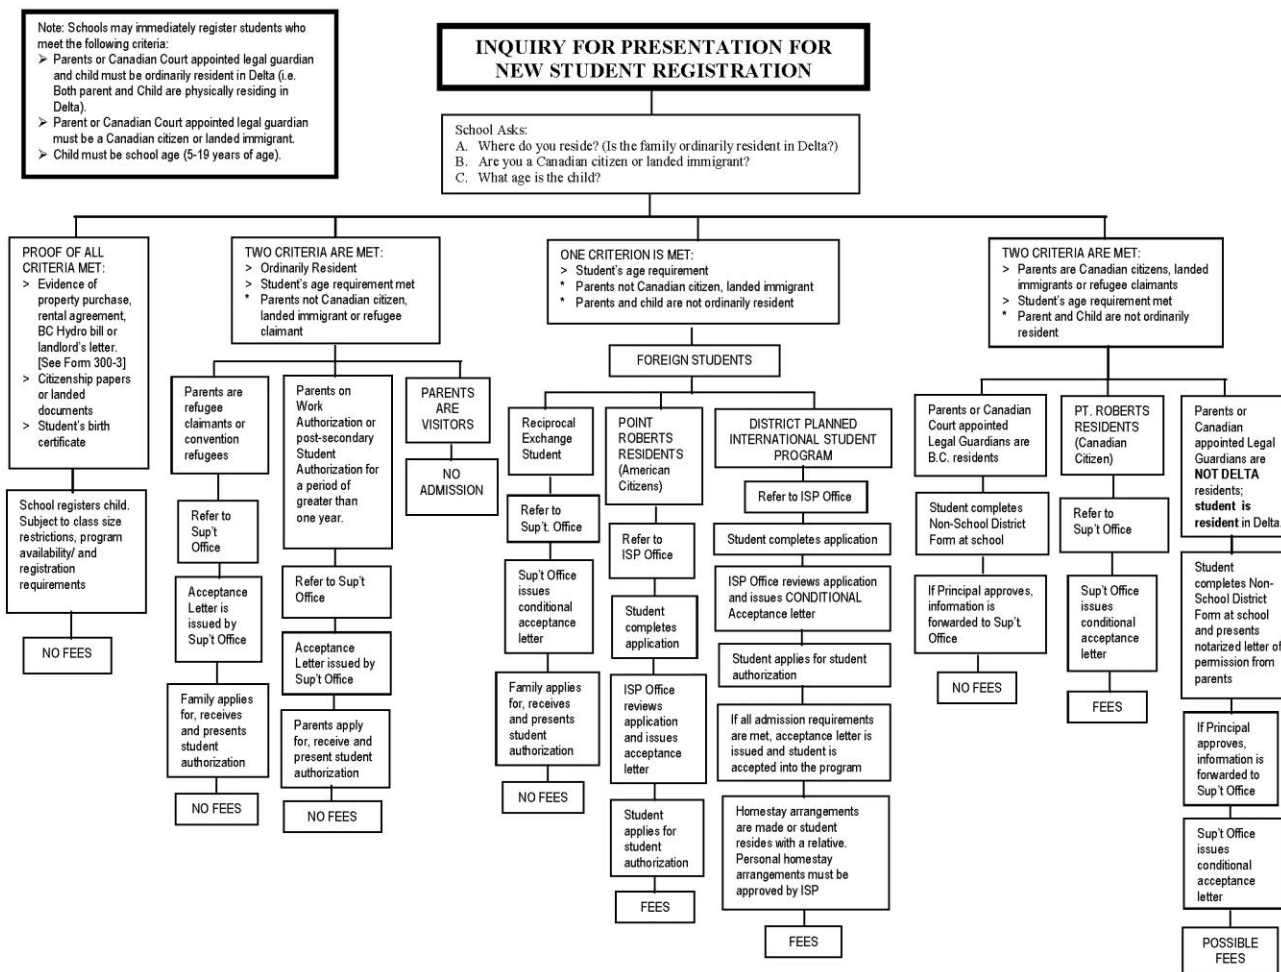 Note: Schools may immediately register students who
meet the following criteria:
➢ Parents or Canadian Court appointed legal guardian
and child must be ordinarily resident in Delta (i.e.
Both parent and Child are physically residing in
Delta).
➢ Parent or Canadian Court appointed legal guardian
must be a Canadian citizen or landed immigrant.
➢ Child must be school age (5-19 years of age).
INQUIRY FOR PRESENTATION FOR
NEW STUDENT REGISTRATION
School Asks:
A. Where do you reside? (Is the family ordinarily resident in Delta?)
B. Are you a Canadian citizen or landed immigrant?
C. What age is the child?
PROOF OF ALL
CRITERIA MET:
> Evidence of
property purchase,
rental agreement,
BC Hydro bill or
landlord's letter.
[See Form 300-3]
> Citizenship papers
or landed
documents
> Student's birth
certificate
School registers child.
Subject to class size
restrictions, program
availability/ and
registration
requirements
NO FEES
TWO CRITERIA ARE MET:
> Ordinarily Resident
> Student's age requirement met
* Parents not Canadian citizen,
landed immigrant or refugee
claimant
Parents are
refugee
claimants or
convention
refugees
Refer to
Sup't
Office
Acceptance
Letter is
issued by
Sup't Office
Family applies
for, receives
and presents
student
authorization
NO FEES
Parents on
Work
Authorization or
post-secondary
Student
Authorization for
a period of
greater than
one year.
Refer to Sup't
Office
Acceptance
Letter issued by
Sup't Office
Parents apply
for, receive and
present student
authorization
NO FEES
PARENTS
ARE
VISITORS
NO
ADMISSION
ONE CRITERION IS MET:
> Student's age requirement
* Parents not Canadian citizen, landed immigrant
* Parents and child are not ordinarily resident
FOREIGN STUDENTS
Reciprocal
Exchange
Student
Refer to
Sup't. Office
Sup't Office
issues
conditional
acceptance
letter
Family applies
for, receives
and presents
student
authorization
NO FEES
POINT
ROBERTS
RESIDENTS
(American
Citizens)
Refer to
ISP Office
Student
completes
application
ISP Office
reviews
application
and issues
acceptance
letter
Student
applies for
student
authorization
FEES
DISTRICT PLANNED
INTERNATIONAL STUDENT
PROGRAM
Refer to ISP Office
Student completes application
ISP Office reviews application
and issues CONDITIONAL
Acceptance letter
Student applies for student
authorization
If all admission requirements
are met, acceptance letter is
issued and student is
accepted into the program
Homestay arrangements
are made or student
resides with a relative.
Personal homestay
arrangements must be
approved by ISP
FEES
TWO CRITERIA ARE MET:
> Parents are Canadian citizens, landed
immigrants or refugee claimants
> Student's age requirement met
* Parent and Child are not ordinarily
resident
Parents or Canadian
Court appointed
Legal Guardians are
B.C. residents
Student completes
Non-School District
Form at school
If Principal approves,
information is
forwarded to Sup't.
Office
NO FEES
PT. ROBERTS
RESIDENTS
(Canadian
Citizen)
Refer to
Sup't Office
Sup't Office
issues
conditional
acceptance
letter
FEES
Parents or
Canadian
appointed Legal
Guardians are
NOT DELTA
residents;
student is
resident in Delta.
Student
completes Non-
School District
Form at school
and presents
notarized letter of
permission from
parents
If Principal
approves,
information is
forwarded to
Sup't Office
Sup't Office
issues
conditional
acceptance
letter
POSSIBLE
FEES